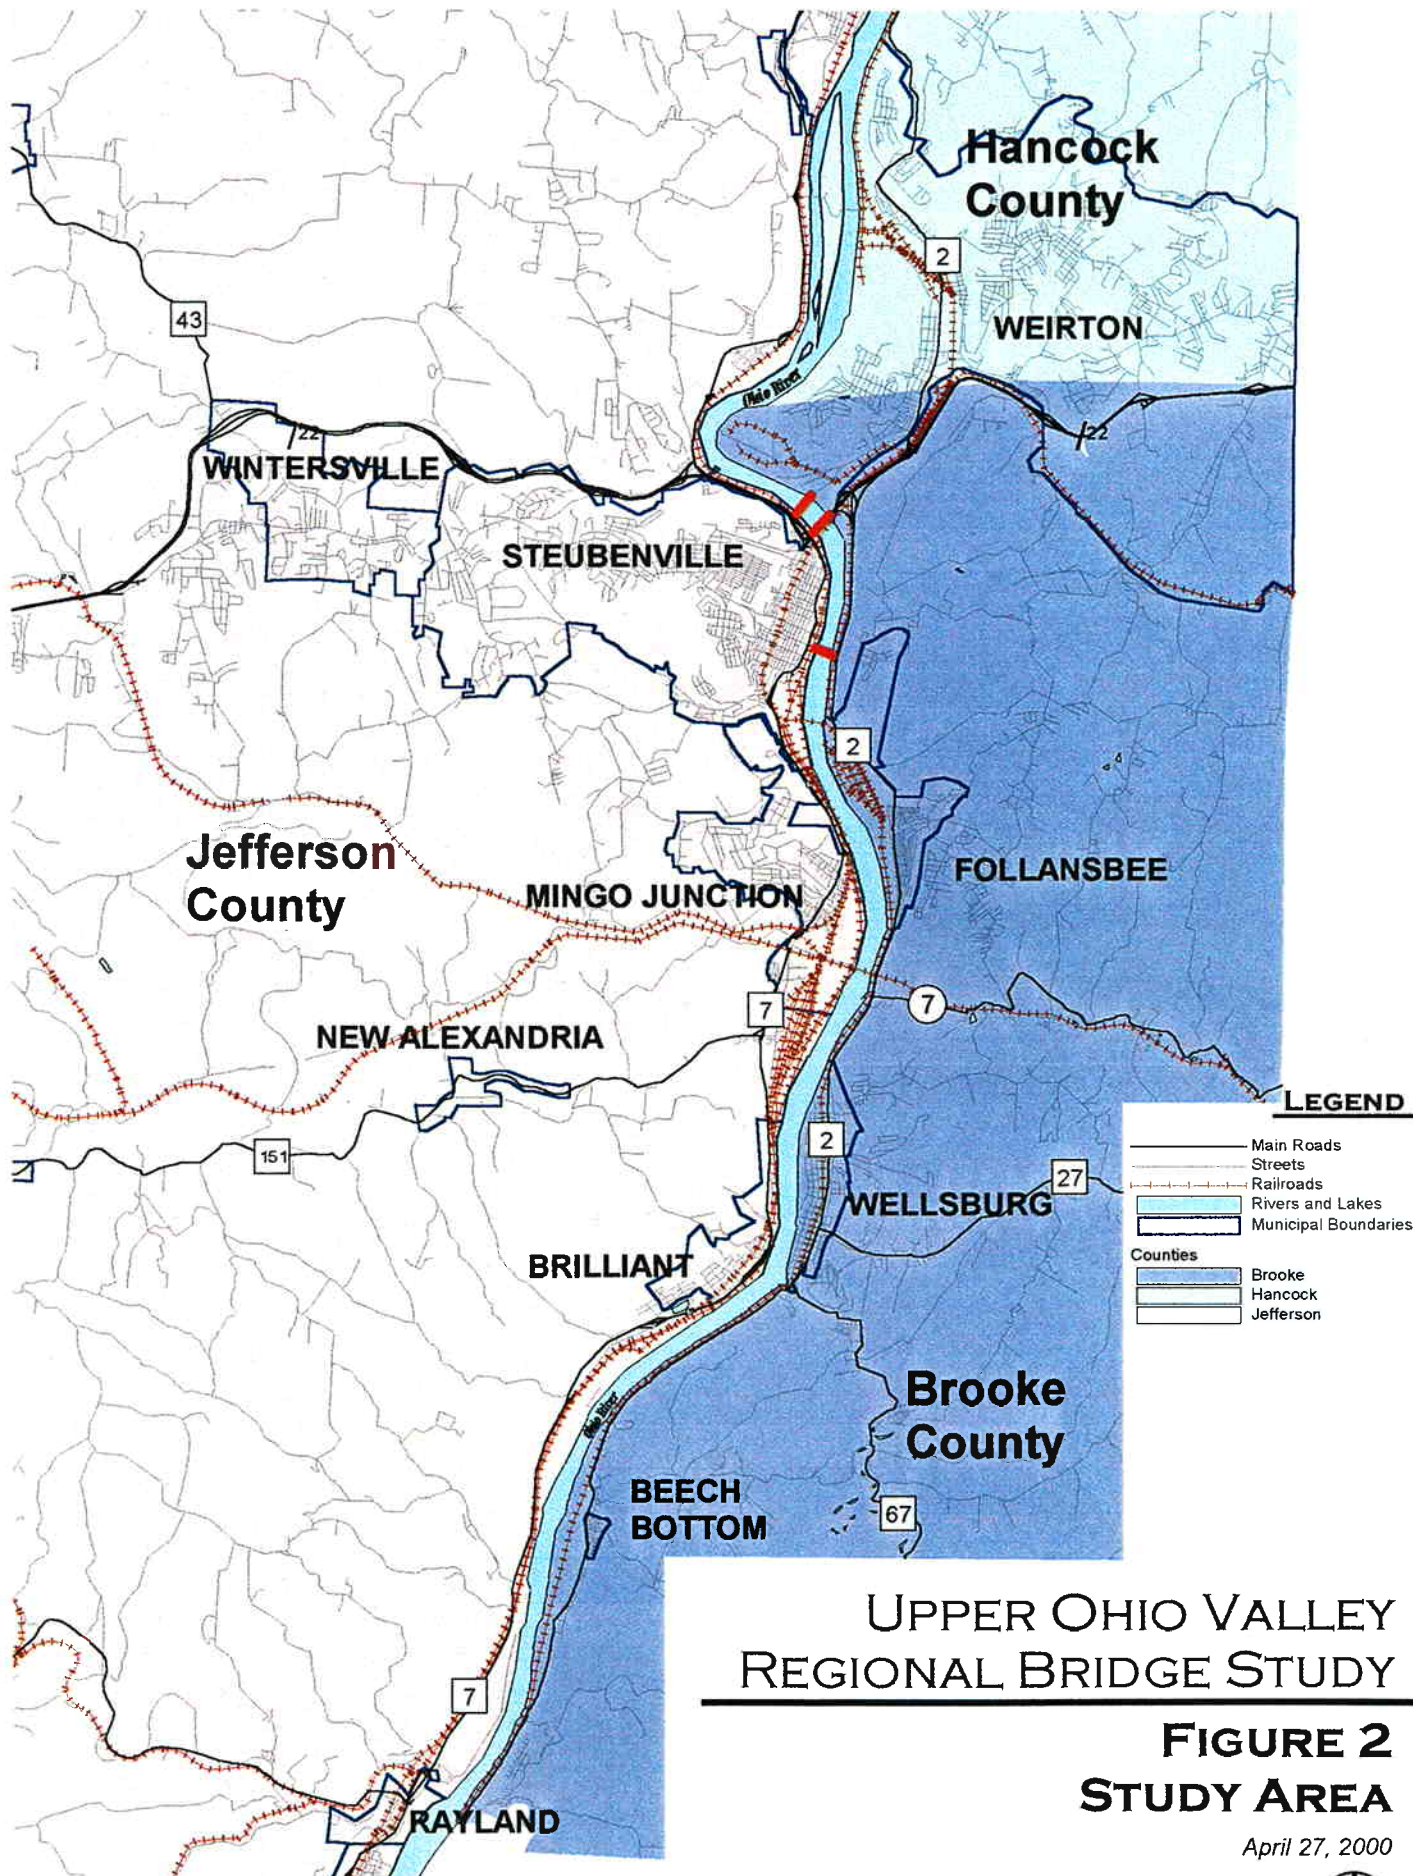 Hancock
County
2
43
WEIRTON
Ohio River
22
22
WINTERSVILLE
STEUBENVILLE
2
Jefferson
County
FOLLANSBEE
MINGO JUNCTION
7
7
NEW ALEXANDRIA
LEGEND
Main Roads
Streets
Railroads
Rivers and Lakes
Municipal Boundaries
Counties
Brooke
Hancock
Jefferson
2
151
27
WELLSBURG
BRILLIANT
Brooke
County
Ohio River
BEECH
BOTTOM
67
UPPER OHIO VALLEY
REGIONAL BRIDGE STUDY
7
FIGURE 2
STUDY AREA
RAYLAND
April 27, 2000